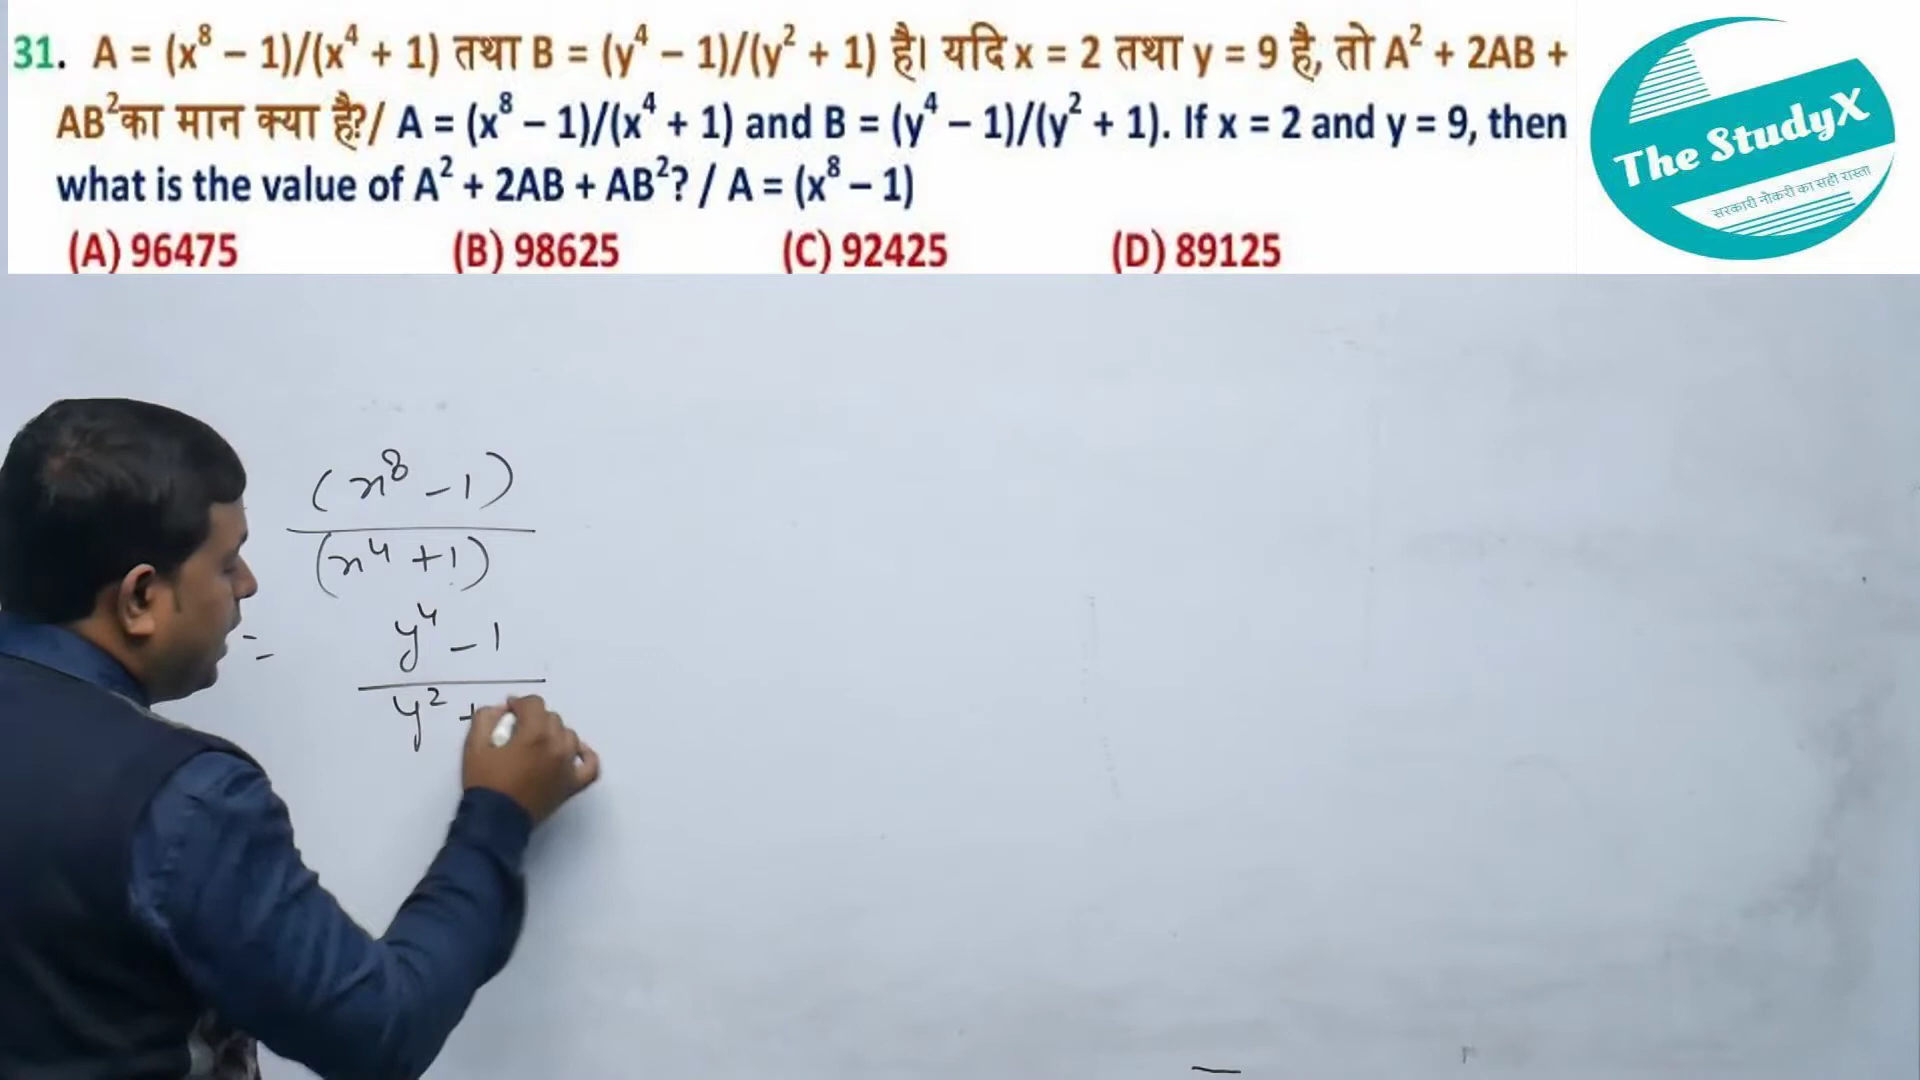 31. A = (x⁸ – 1)/(x⁴ + 1) तथा B = (y⁴ – 1)/(y² + 1) है। यदि x = 2 तथा y = 9 है, तो A² + 2AB +
AB²का मान क्या है?/ A = (x⁸ – 1)/(x⁴ + 1) and B = (y⁴ – 1)/(y² + 1). If x = 2 and y = 9, then
what is the value of A² + 2AB + AB²? / A = (x⁸ – 1)
(A) 96475 (B) 98625 (C) 92425 (D) 89125
The StudyX
सरकारी नौकरी का सही रास्ता
(x⁸ - 1)
(x⁴ + 1)
= y⁴ - 1
y² +